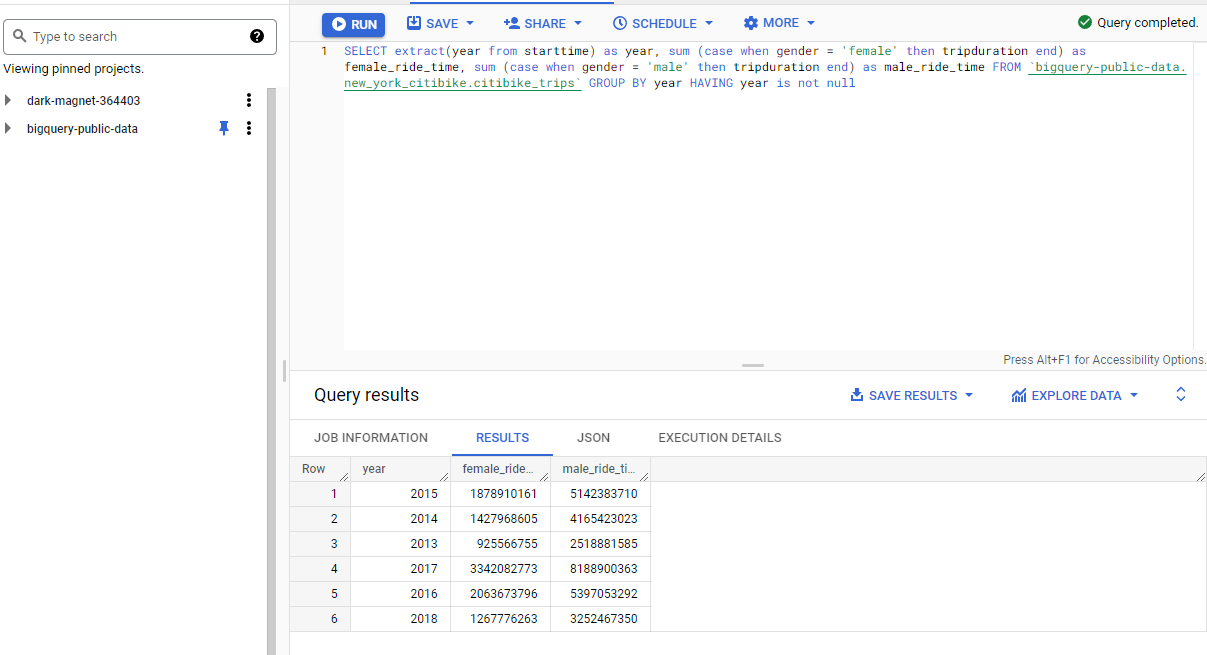 Type to search
Viewing pinned projects.
dark-magnet-364403
bigquery-public-data
RUN SAVE SHARE SCHEDULE MORE Query completed.
1 SELECT extract(year from starttime) as year, sum (case when gender = 'female' then tripduration end) as
female_ride_time, sum (case when gender = 'male' then tripduration end) as male_ride_time FROM `bigquery-public-data.
new_york_citibike.citibike_trips` GROUP BY year HAVING year is not null
Press Alt+F1 for Accessibility Options.
Query results SAVE RESULTS EXPLORE DATA
JOB INFORMATION RESULTS JSON EXECUTION DETAILS
Row year female_ride... male_ride_ti...
1 2015 1878910161 5142383710
2 2014 1427968605 4165423023
3 2013 925566755 2518881585
4 2017 3342082773 8188900363
5 2016 2063673796 5397053292
6 2018 1267776263 3252467350